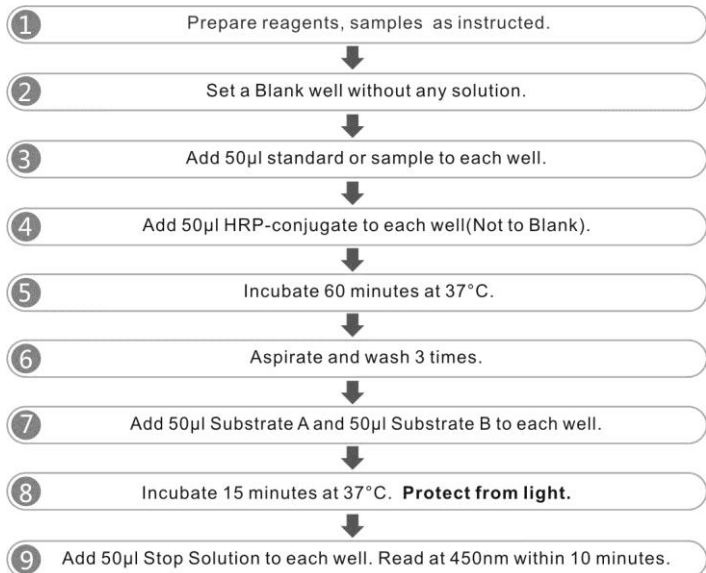 1 Prepare reagents, samples as instructed.
2 Set a Blank well without any solution.
3 Add 50μl standard or sample to each well.
4 Add 50μl HRP-conjugate to each well(Not to Blank).
5 Incubate 60 minutes at 37°C.
6 Aspirate and wash 3 times.
7 Add 50μl Substrate A and 50μl Substrate B to each well.
8 Incubate 15 minutes at 37°C. Protect from light.
9 Add 50μl Stop Solution to each well. Read at 450nm within 10 minutes.